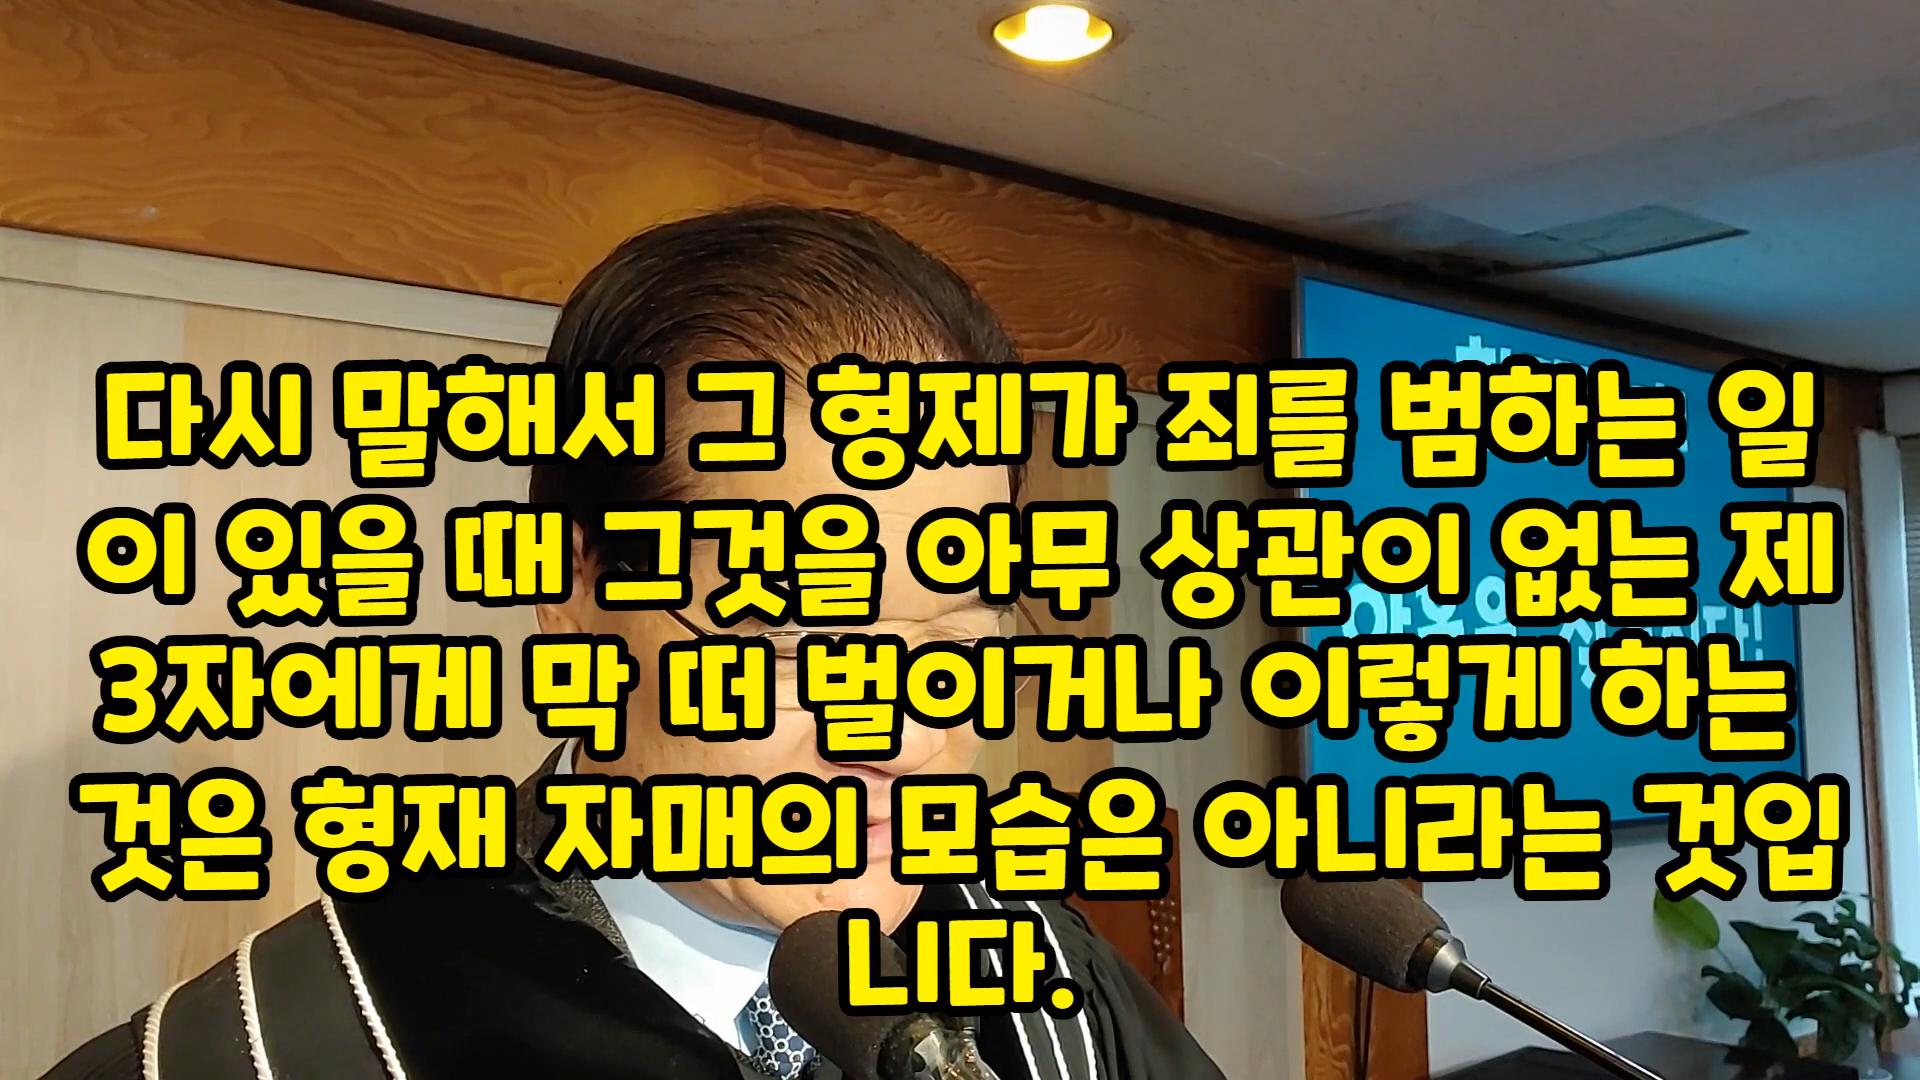 다시 말해서 그 형제가 죄를 범하는 일
이 있을 때 그것을 아무 상관이 없는 제
3자에게 막 떠 벌이거나 이렇게 하는
것은 형재 자매의 모습은 아니라는 것입
니다.